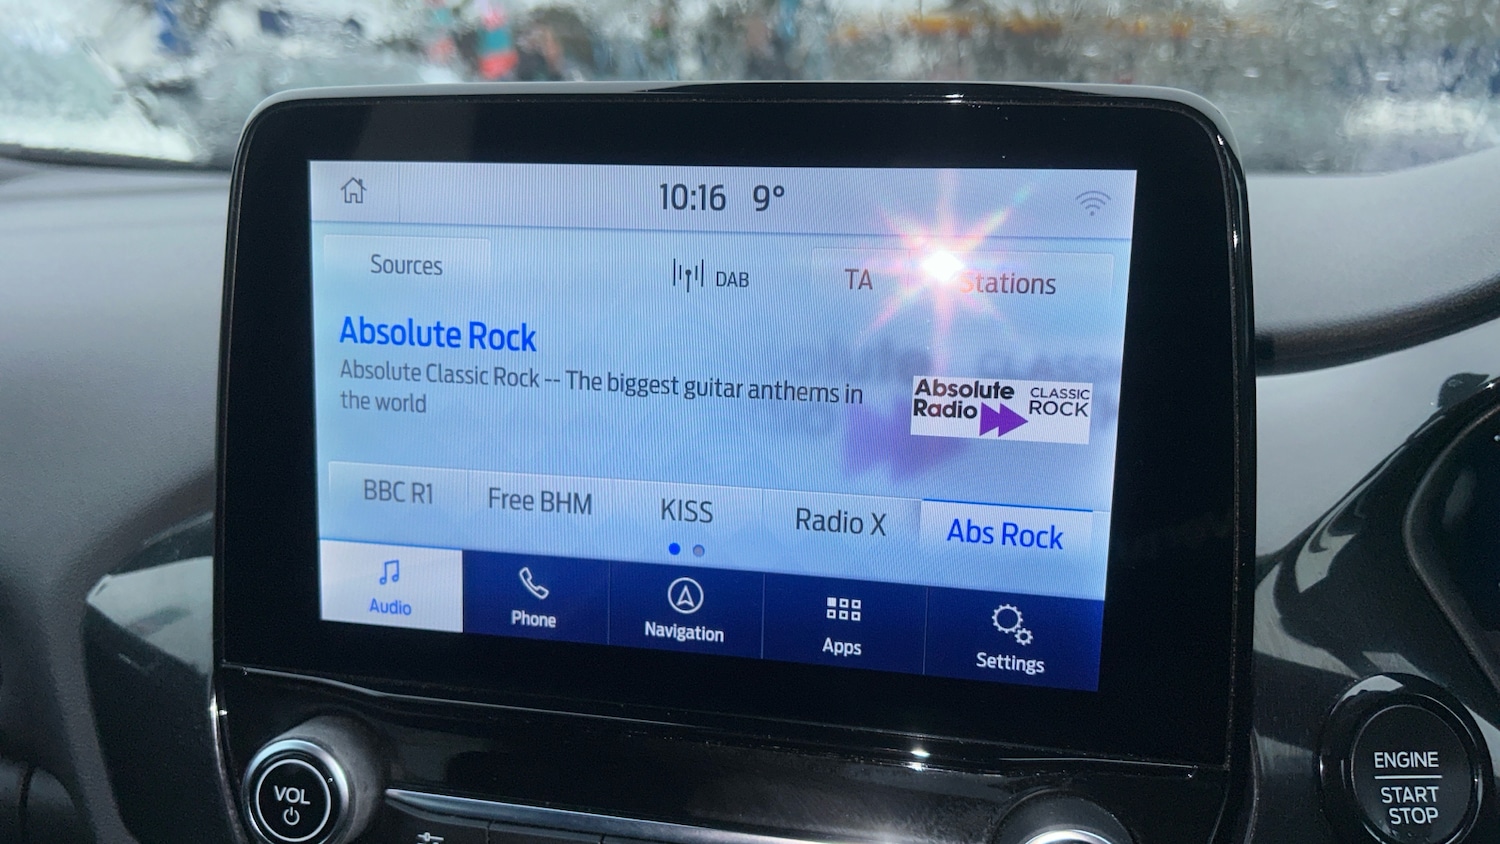 10:16 9°
Sources
DAB
TA
Stations
Absolute Rock
Absolute Classic Rock -- The biggest guitar anthems in
the world
Absolute
Radio
CLASSIC
ROCK
BBC R1
Free BHM
KISS
Radio X
Abs Rock
Audio
Phone
Navigation
Apps
Settings
VOL
ENGINE
START
STOP